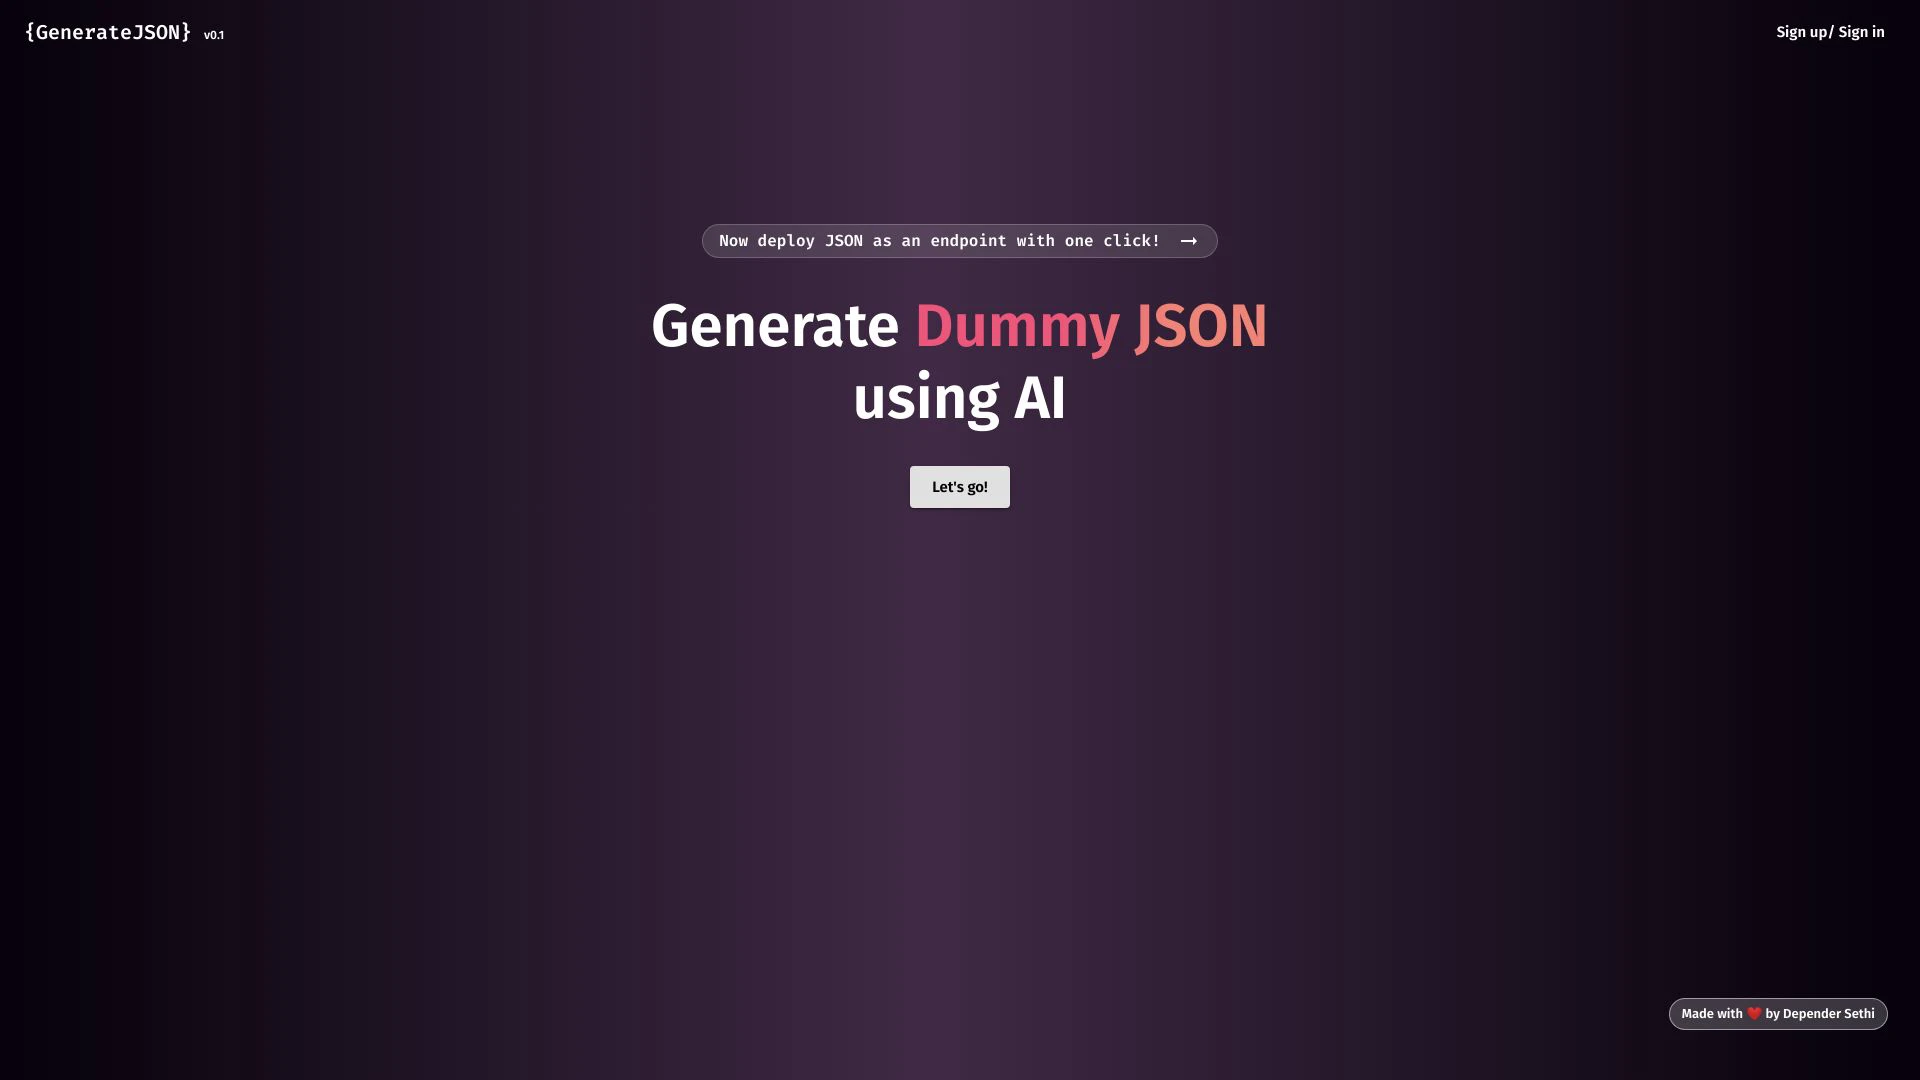 {GenerateJSON} v0.1
Sign up/ Sign in
Now deploy JSON as an endpoint with one click! →
Generate Dummy JSON
using AI
Let's go!
Made with ❤️ by Depender Sethi